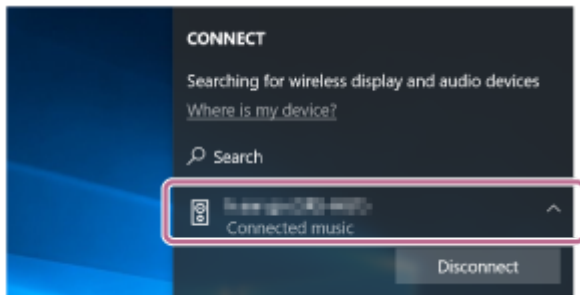 CONNECT
Searching for wireless display and audio devices
Where is my device?
Search
Connected music
Disconnect